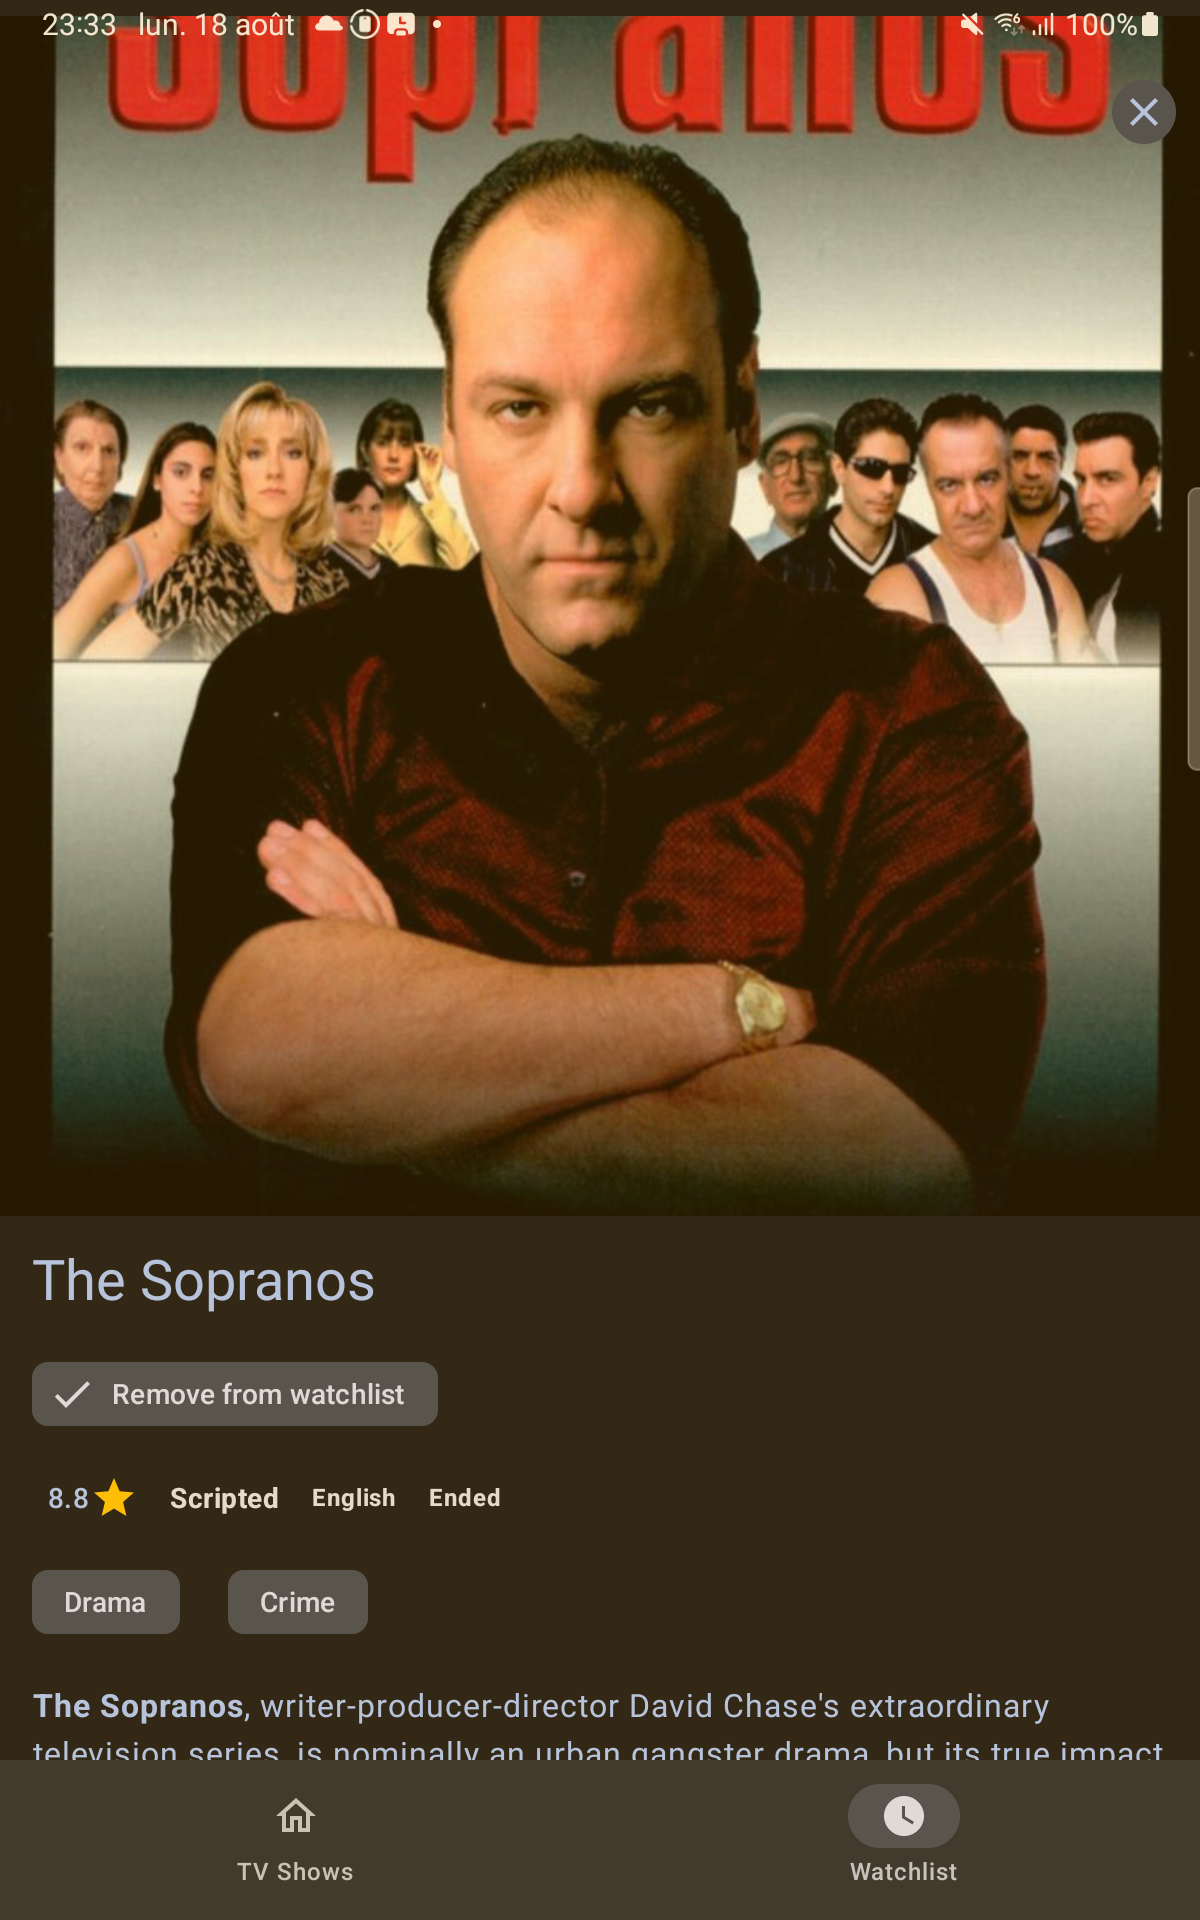 23:33 lun. 18 août 100%
Sopranos
The Sopranos
Remove from watchlist
8.8 Scripted English Ended
Drama Crime
The Sopranos, writer-producer-director David Chase's extraordinary
television series, is nominally an urban gangster drama, but its true impact
TV Shows Watchlist